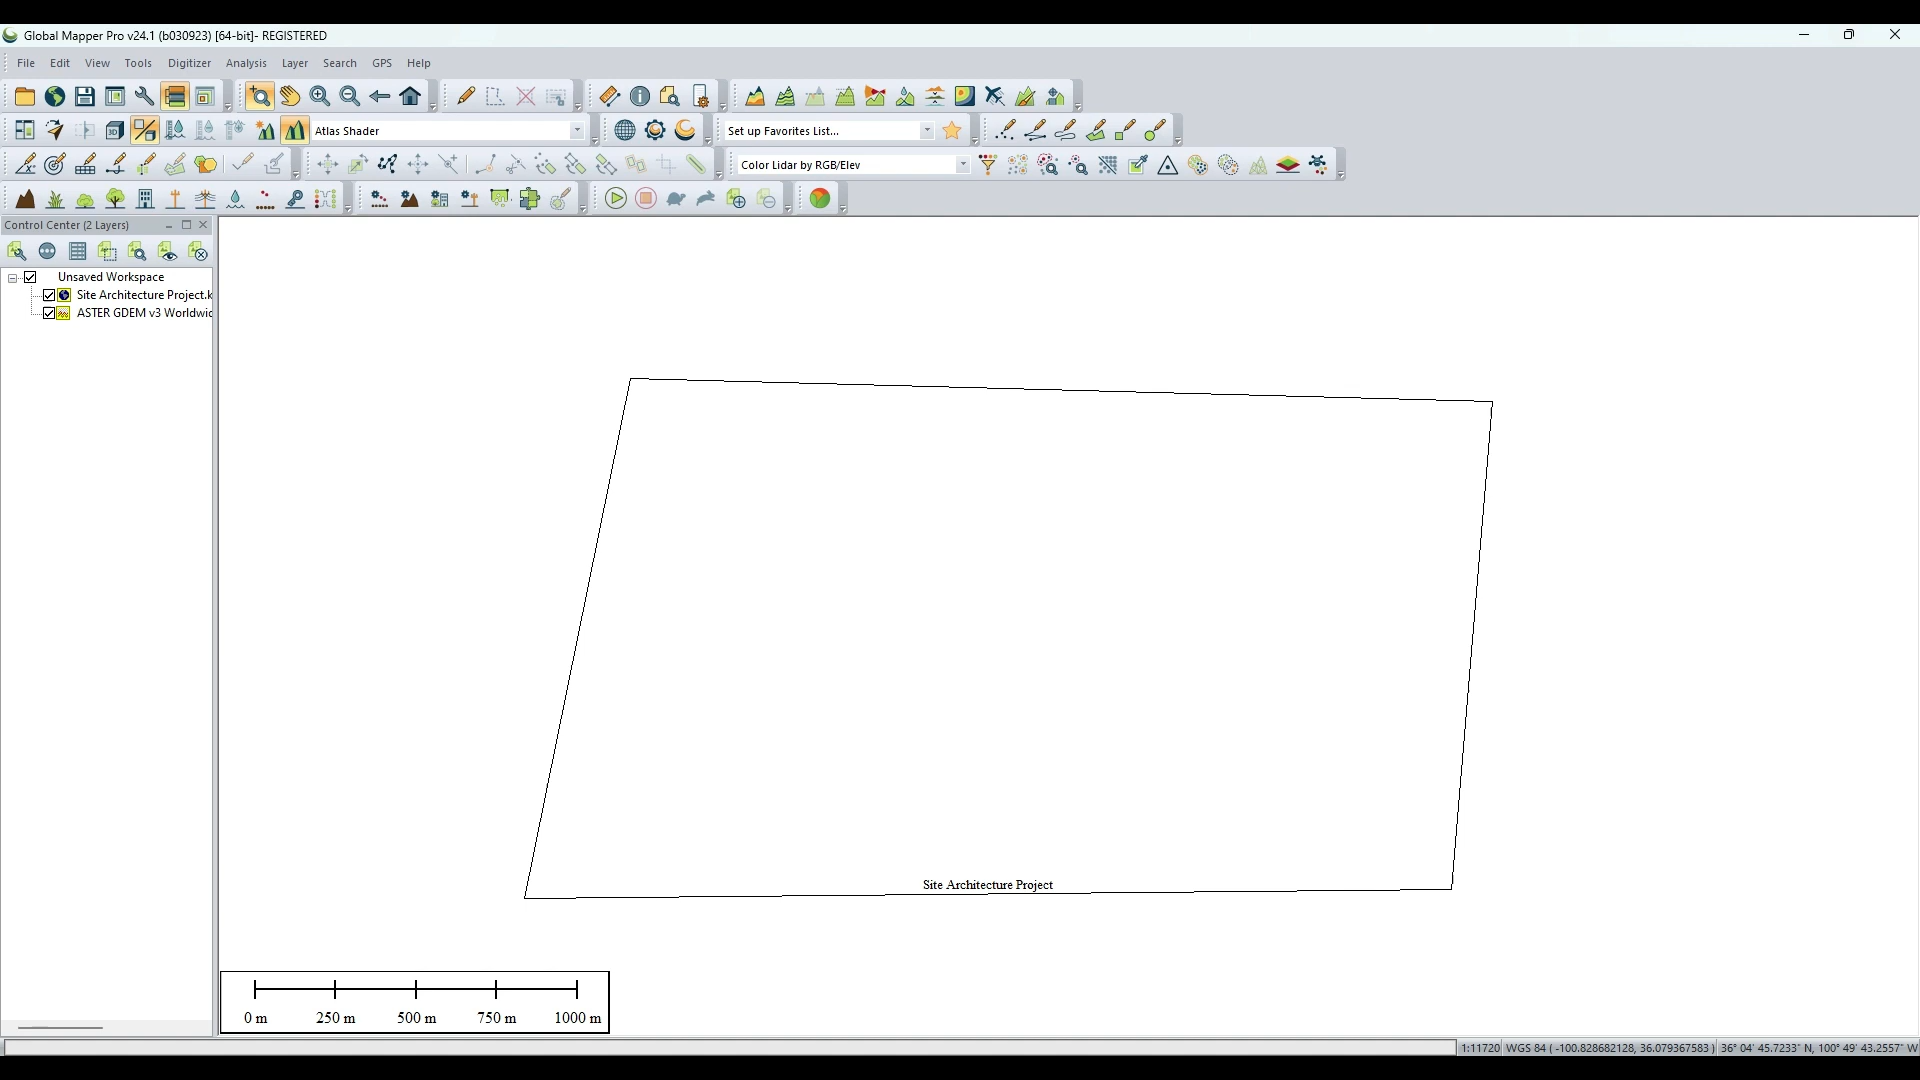 Global Mapper Pro v24.1 (b030923) [64-bit]- REGISTERED
File Edit View Tools Digitizer Analysis Layer Search GPS Help
Atlas Shader
Set up Favorites List...
Color Lidar by RGB/Elev
Control Center (2 Layers)
Unsaved Workspace
Site Architecture Project.k
ASTER GDEM v3 Worldwid
Site Architecture Project
0 m 250 m 500 m 750 m 1000 m
1:11720 WGS 84 ( -100.828682128, 36.079367583 ) 36° 04' 45.7233" N, 100° 49' 43.2557" W